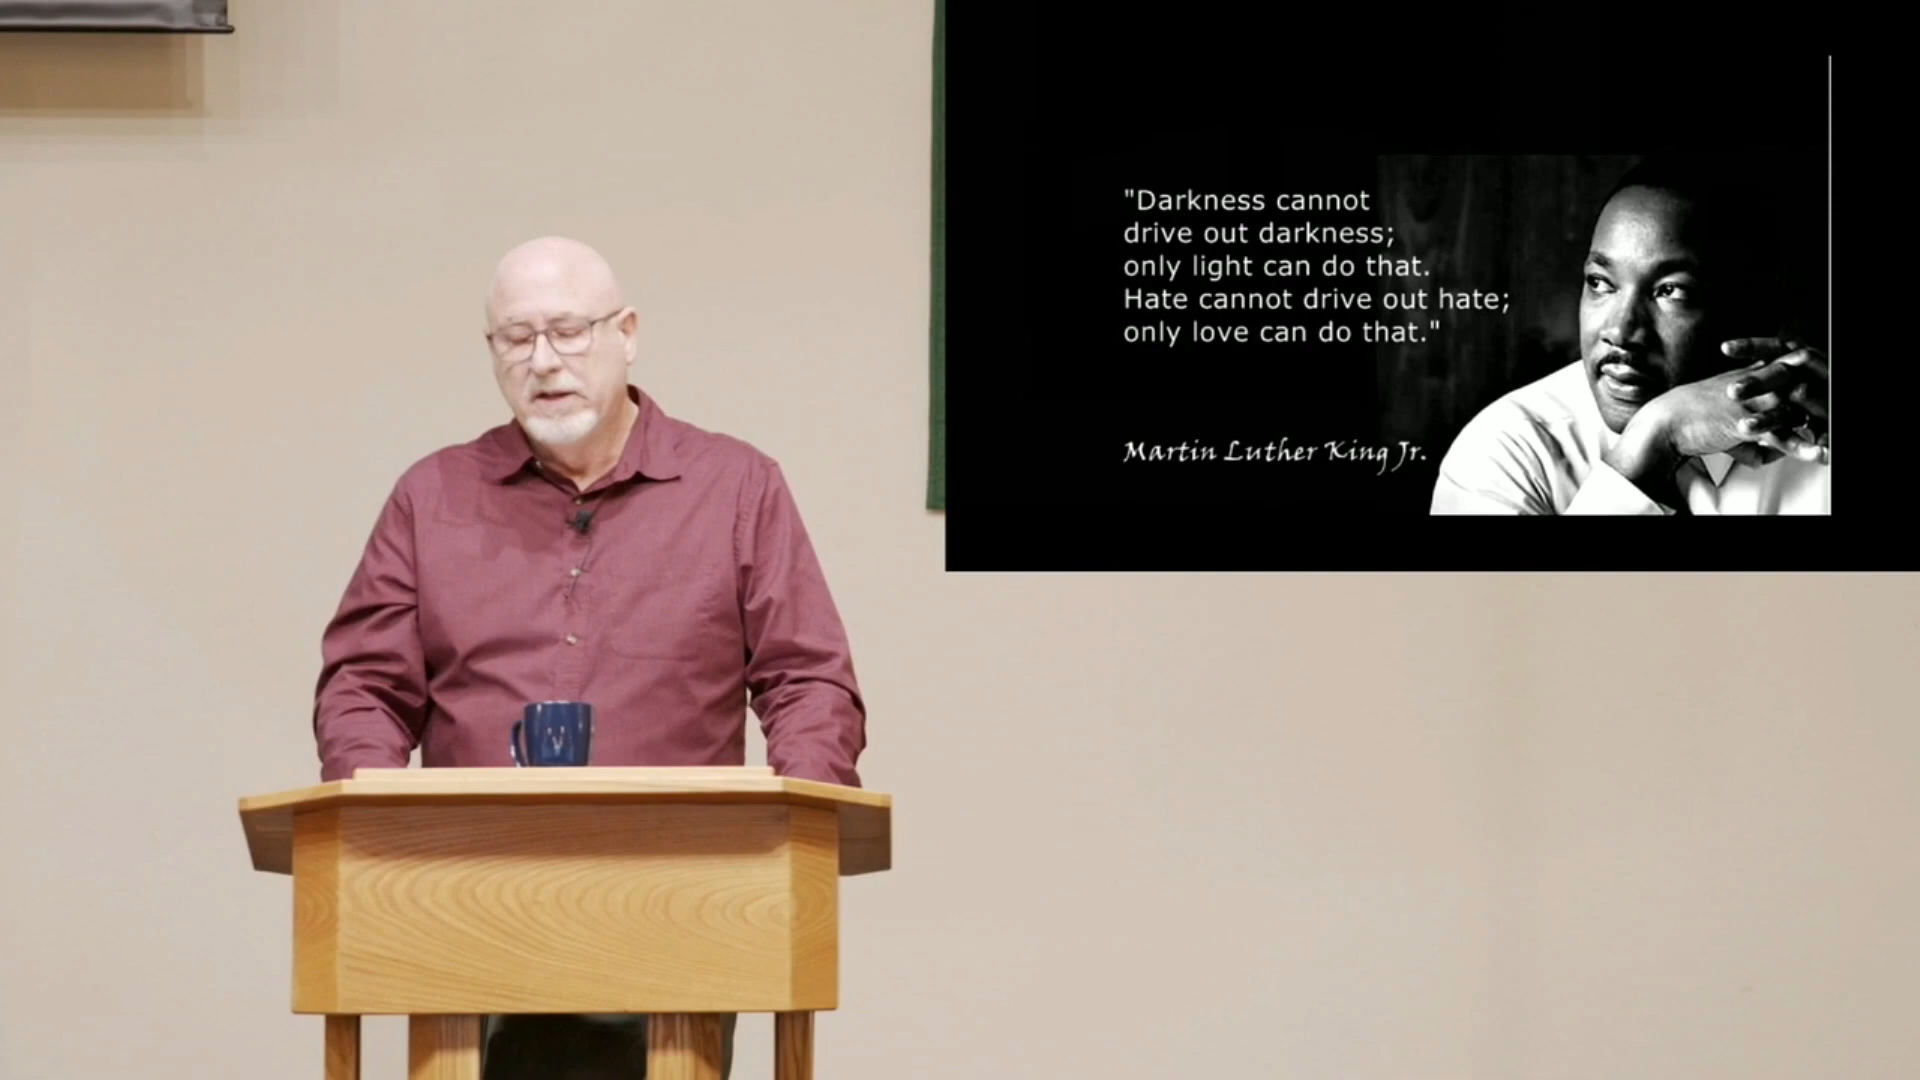 "Darkness cannot
drive out darkness;
only light can do that.
Hate cannot drive out hate;
only love can do that."
Martin Luther King Jr.